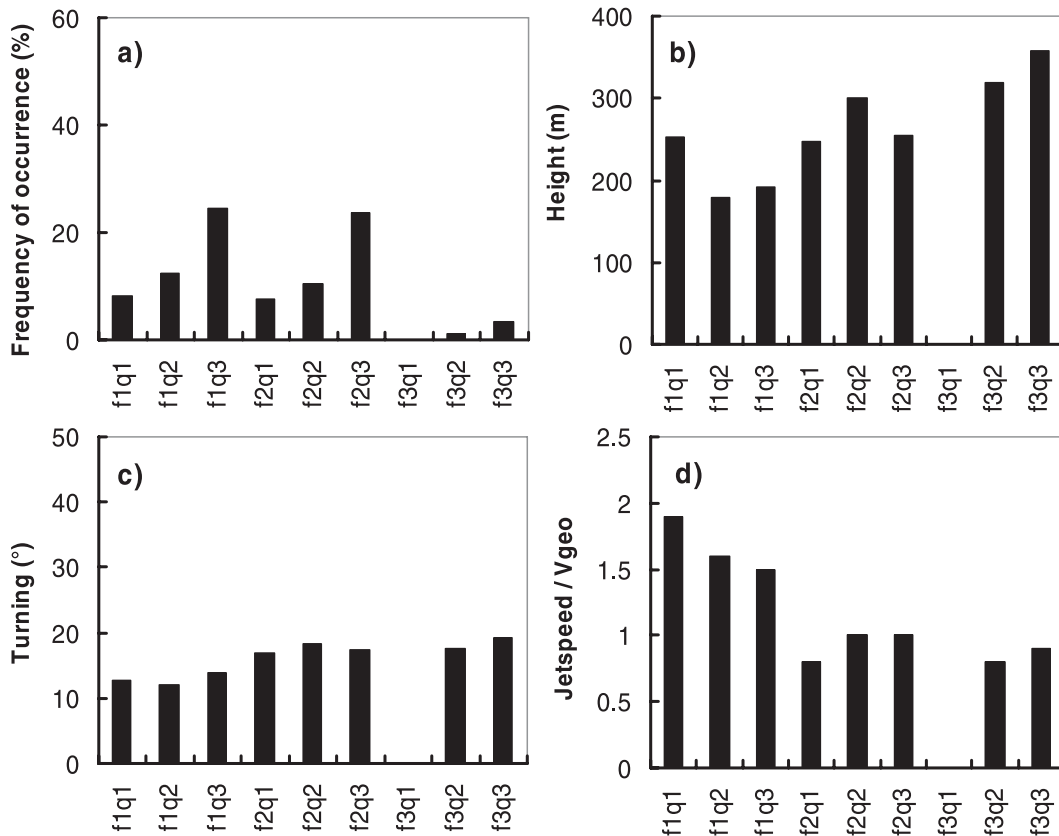 a)
Frequency of occurrence (%)
60
40
20
0
f1q1 f1q2 f1q3 f2q1 f2q2 f2q3 f3q1 f3q2 f3q3
b)
Height (m)
400
300
200
100
0
f1q1 f1q2 f1q3 f2q1 f2q2 f2q3 f3q1 f3q2 f3q3
c)
Turning (°)
50
40
30
20
10
0
f1q1 f1q2 f1q3 f2q1 f2q2 f2q3 f3q1 f3q2 f3q3
d)
Jetspeed / Vgeo
2.5
2
1.5
1
0.5
0
f1q1 f1q2 f1q3 f2q1 f2q2 f2q3 f3q1 f3q2 f3q3